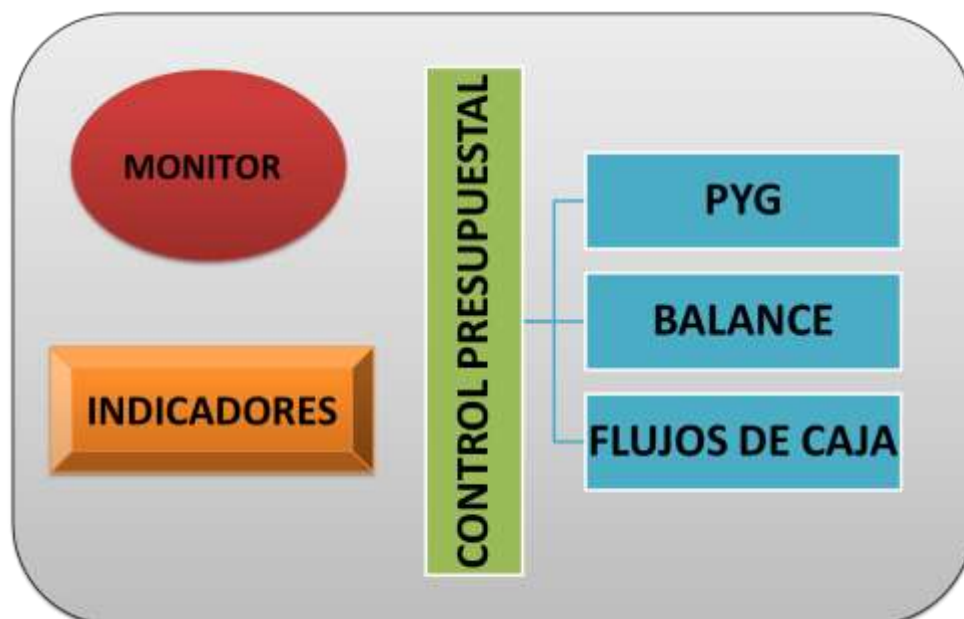 MONITOR
INDICADORES
CONTROL PRESUPUESTAL
PYG
BALANCE
FLUJOS DE CAJA